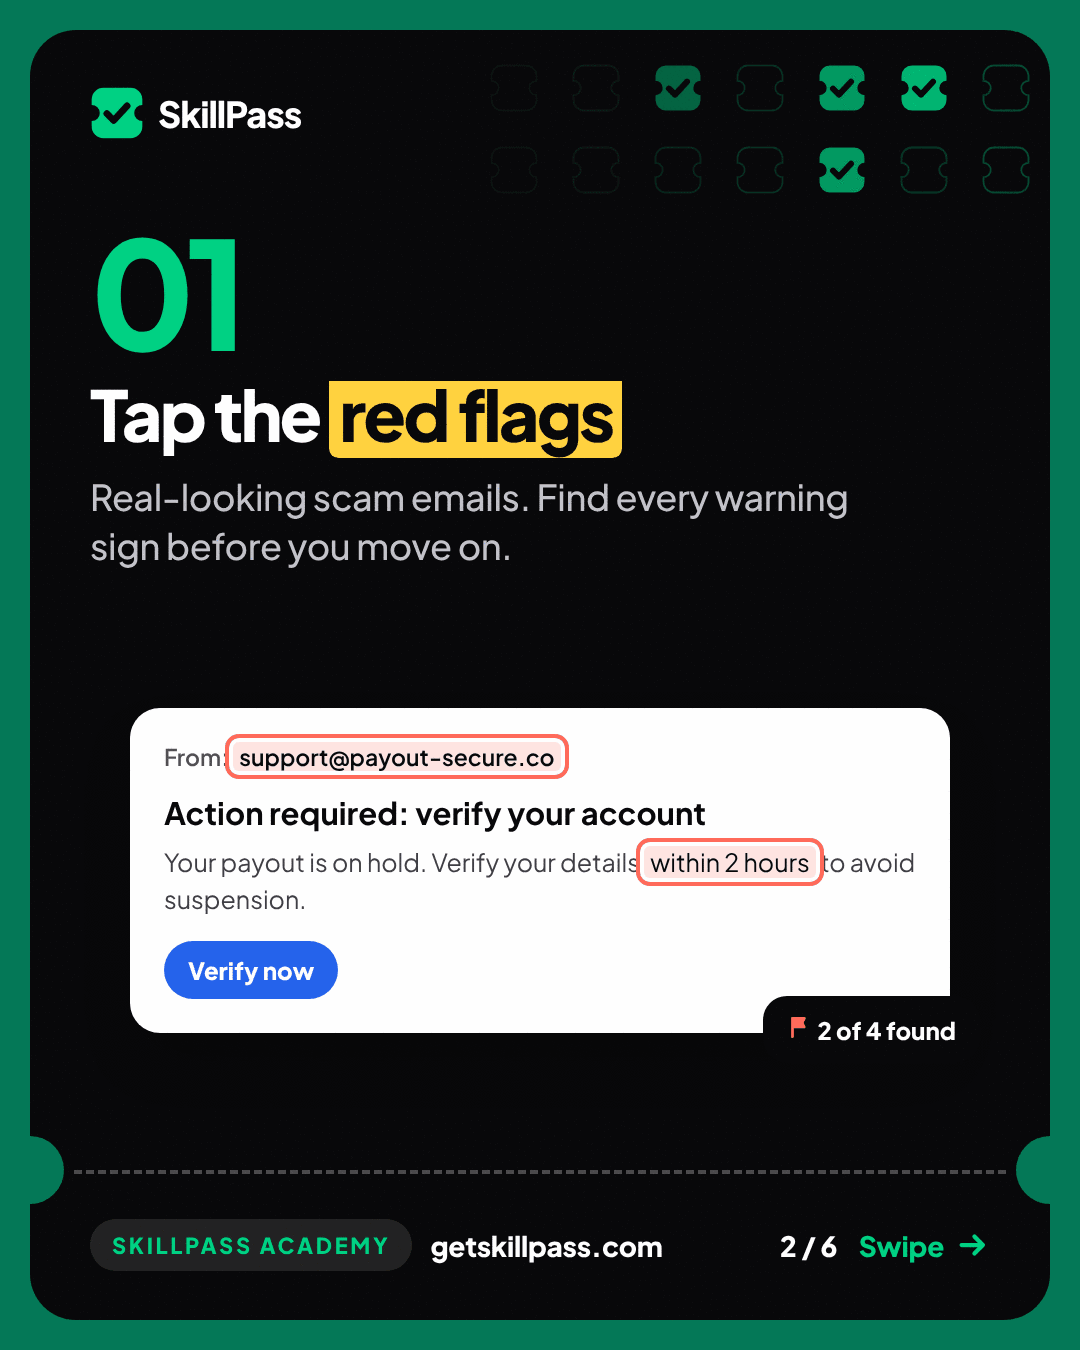 SkillPass
01
Tap the red flags
Real-looking scam emails. Find every warning
sign before you move on.
From: support@payout-secure.co
Action required: verify your account
Your payout is on hold. Verify your details within 2 hours to avoid
suspension.
Verify now
2 of 4 found
SKILLPASS ACADEMY getskillpass.com 2 / 6 Swipe →